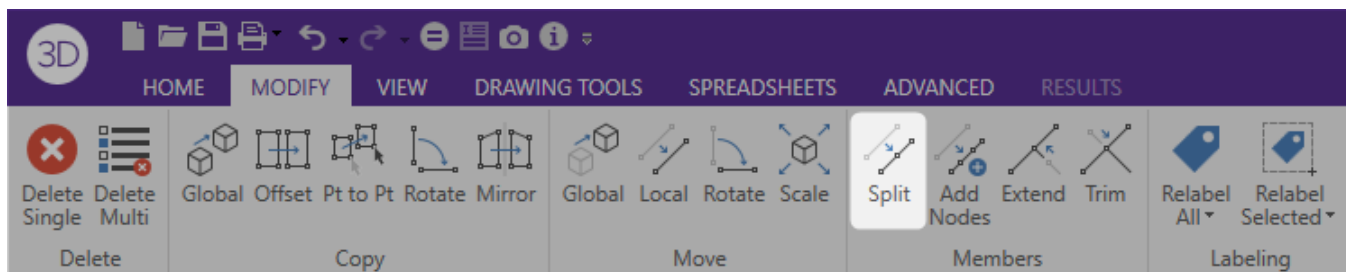 3D
HOME MODIFY VIEW DRAWING TOOLS SPREADSHEETS ADVANCED RESULTS
Delete Delete Global Offset Pt to Pt Rotate Mirror Global Local Rotate Scale Split Add Extend Trim Relabel Relabel
Single Multi Nodes All Selected
Delete Copy Move Members Labeling